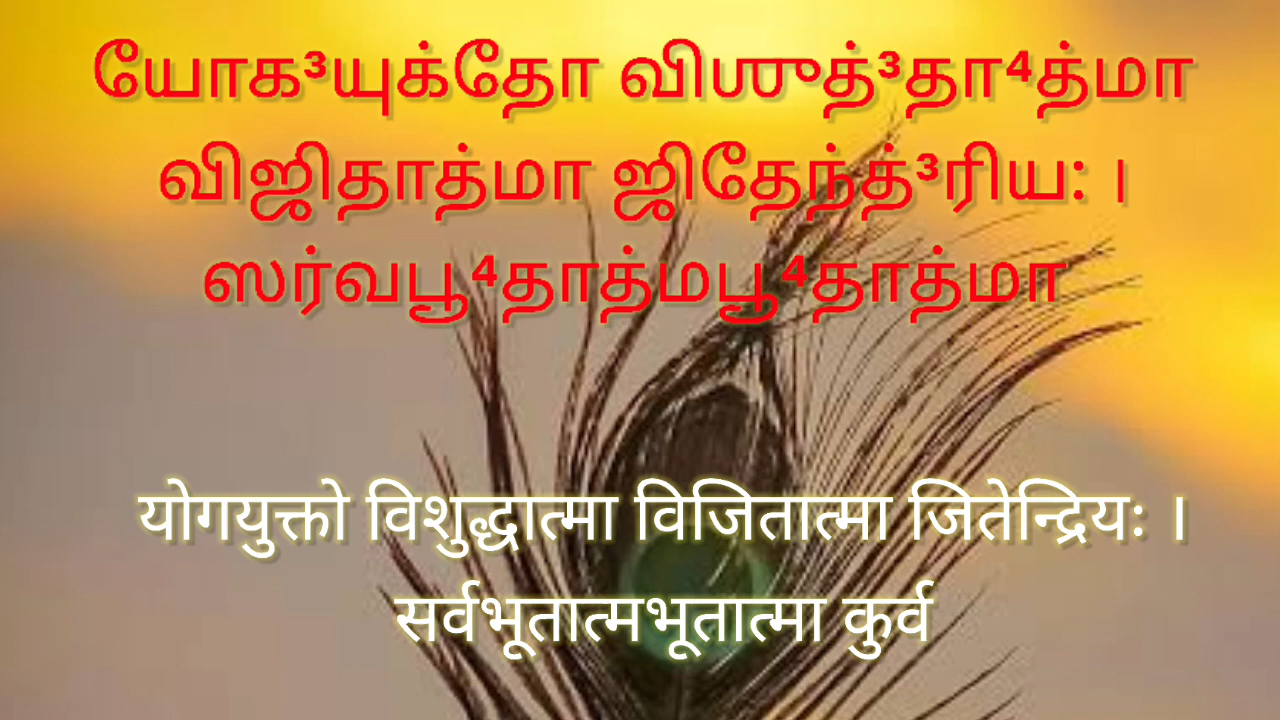 யோக³யுக்தோ விஶுத்³தா⁴த்மா
விஜிதாத்மா ஜிதேந்த்³ரிய: ।
ஸர்வபூ⁴தாத்மபூ⁴தாத்மா
योगयुक्तो विशुद्धात्मा विजितात्मा जितेन्द्रियः ।
सर्वभूतात्मभूतात्मा कुर्व